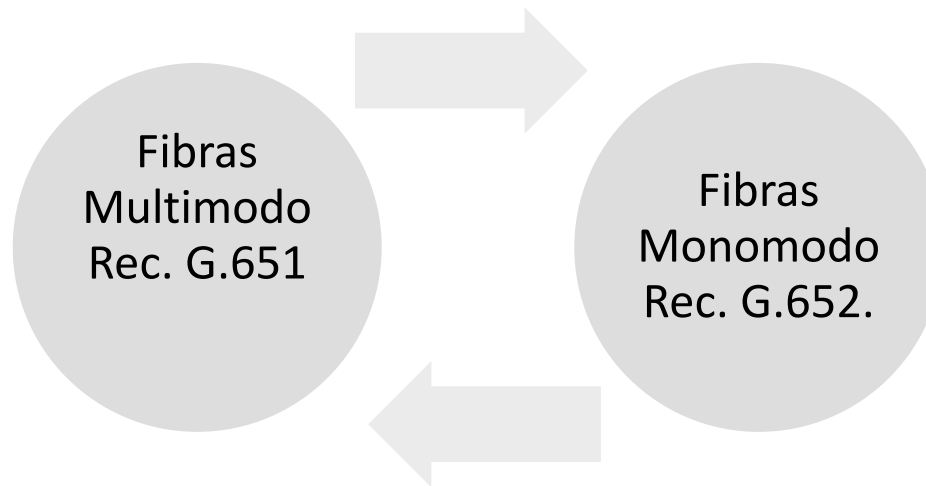 Fibras
Multimodo
Rec. G.651
Fibras
Monomodo
Rec. G.652.